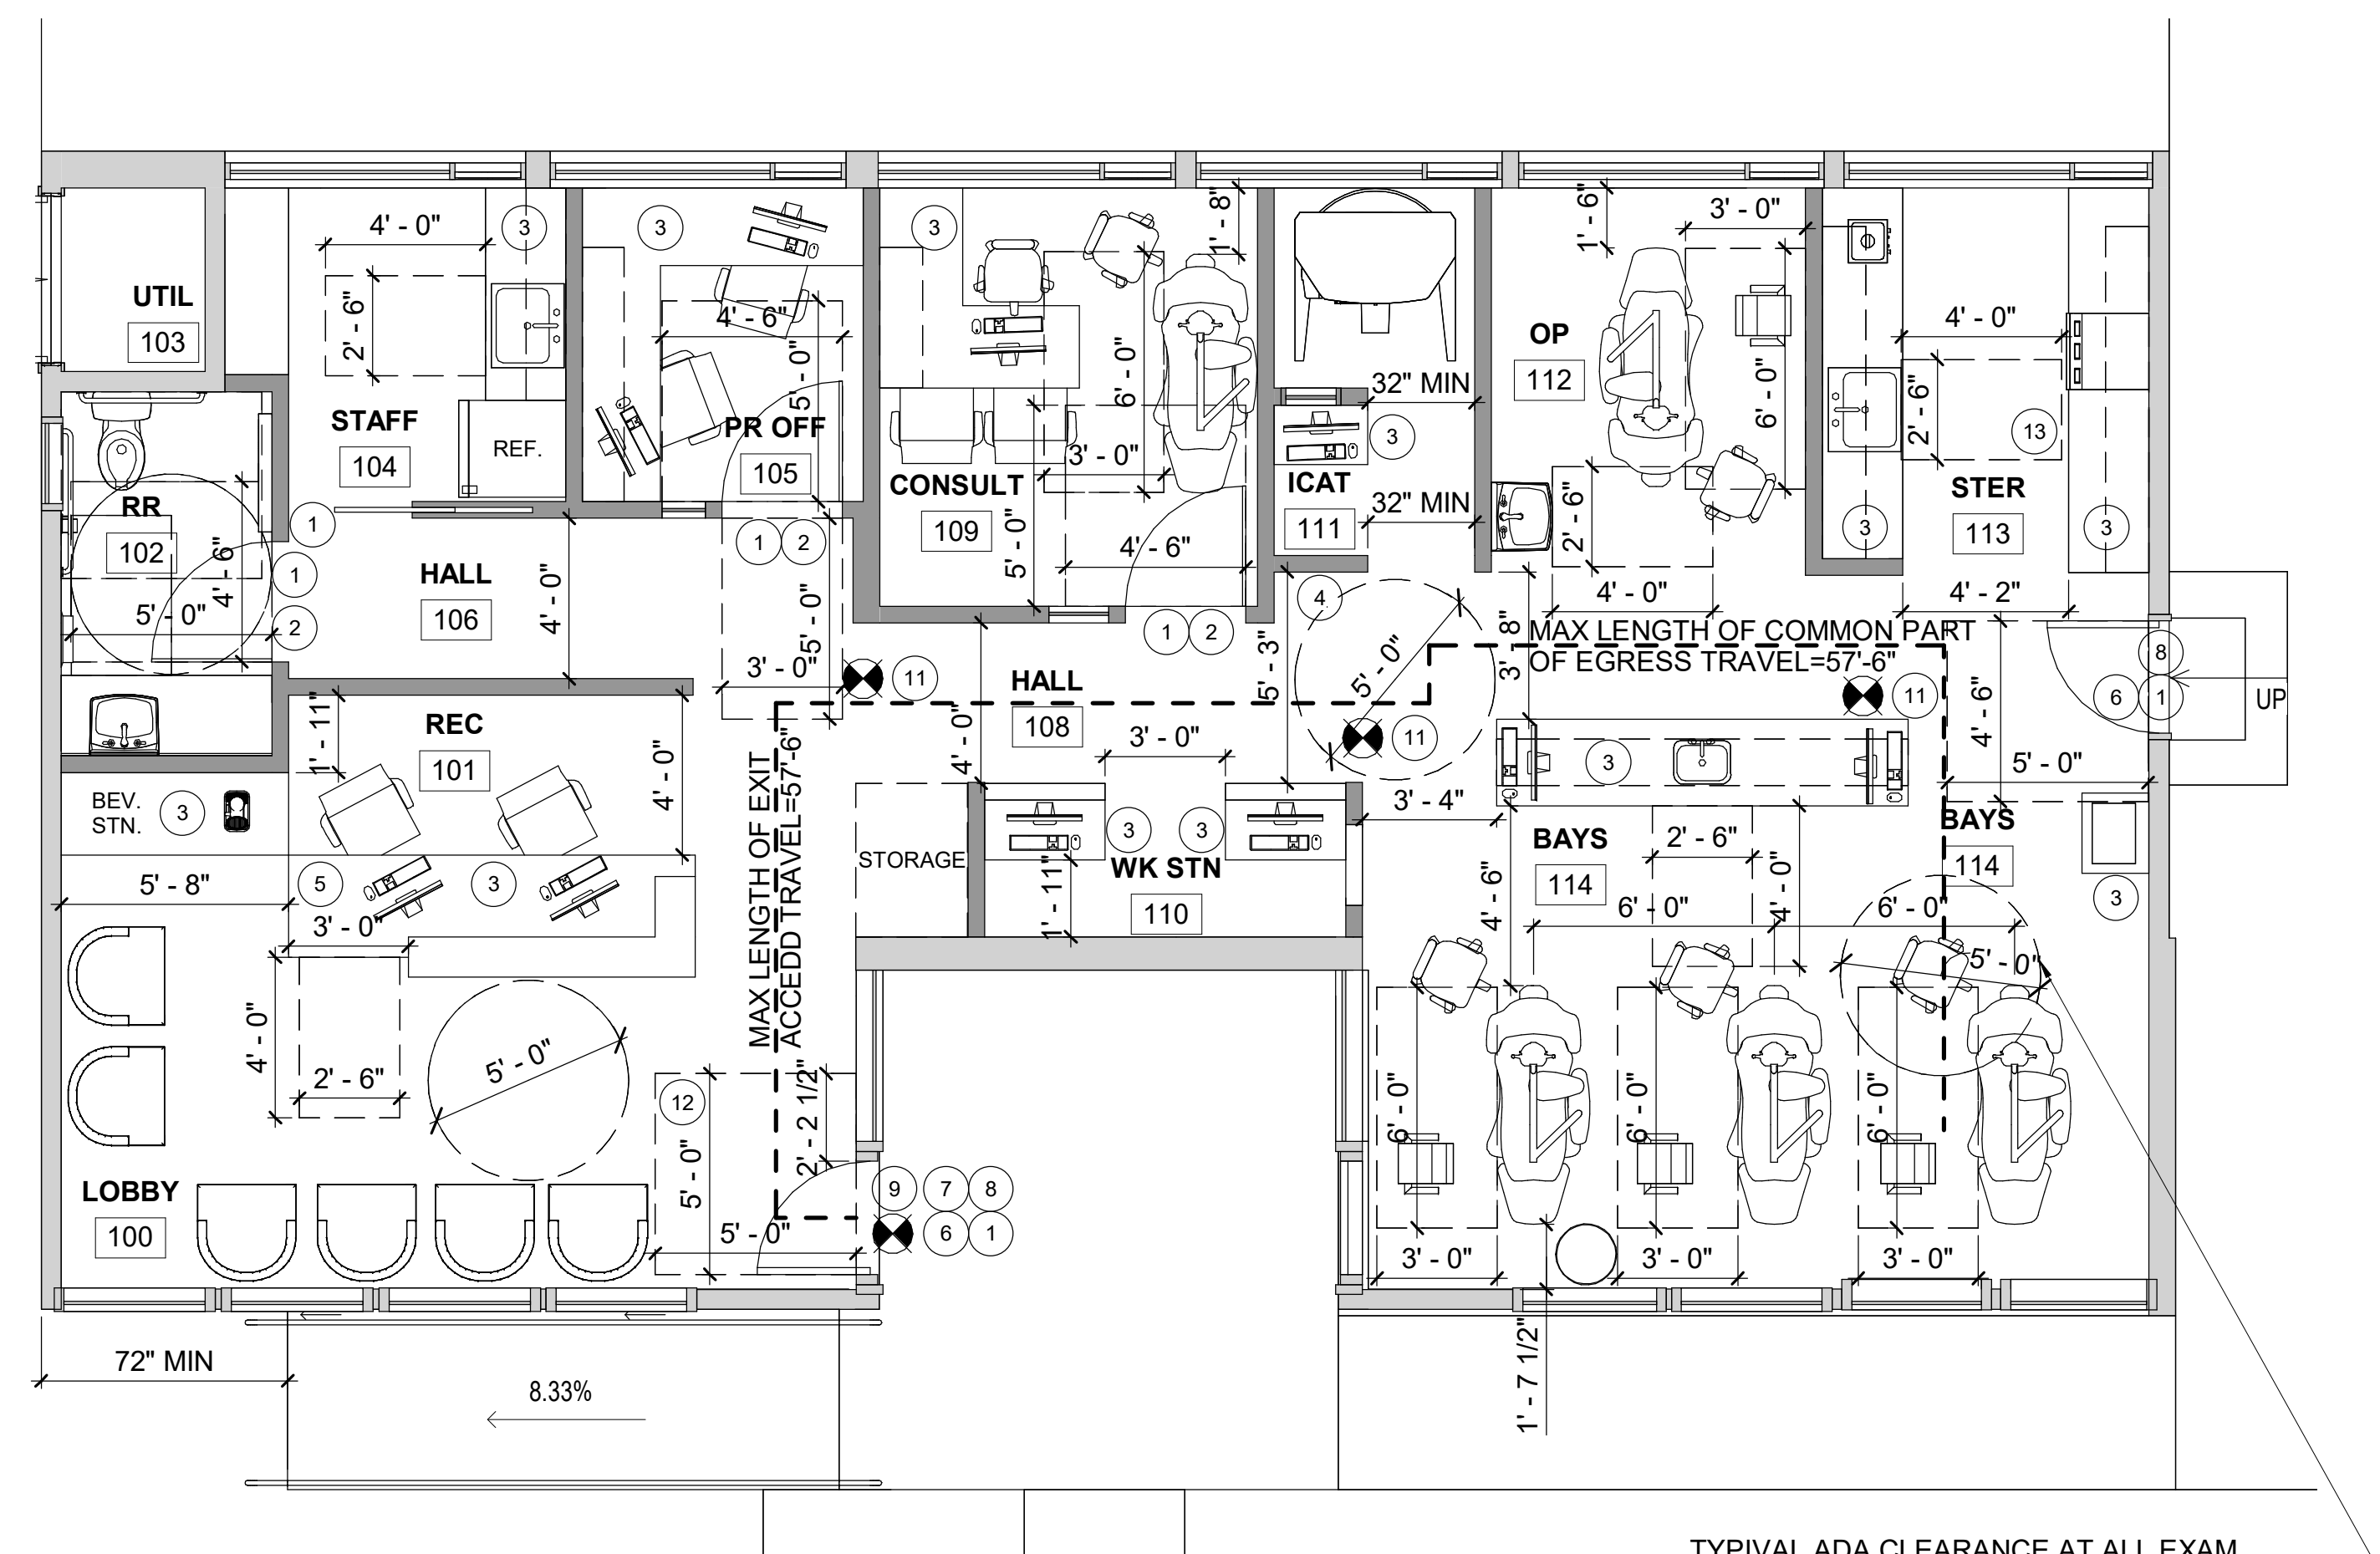 4' - 0"
3
3
3
1' - 8"
1' - 6"
3' - 0"
UTIL
103
2' - 6"
4' - 6"
5' - 0"
6' - 0"
OP
112
6' - 0"
4' - 0"
2' - 6"
13
32" MIN
3
STAFF
104
REF.
PR OFF
105
3' - 0"
CONSULT
109
ICAT
111
32" MIN
2' - 6"
STER
113
3
3
RR
102
1
1
2
4' - 6"
5' - 0"
1
2
5' - 0"
4' - 6"
HALL
106
4' - 0"
5' - 0"
3' - 0"
11
1
2
4
5' - 0"
5' - 3"
4' - 0"
4' - 2"
3' - 8"
MAX LENGTH OF COMMON PART
OF EGRESS TRAVEL=57'-6"
8
6
1
UP
4' - 6"
11
HALL
108
11
3' - 0"
4' - 0"
REC
101
1' - 11"
4' - 0"
BEV.
STN.
3
5' - 8"
5
3
3' - 0"
MAX LENGTH OF EXIT
ACCEDD TRAVEL=57'-6"
STORAGE
3
3
WK STN
110
1' - 11"
3' - 4"
3
5' - 0"
BAYS
114
2' - 6"
4' - 0"
BAYS
114
3
4' - 6"
6' - 0"
6' - 0"
5' - 0"
4' - 0"
2' - 6"
5' - 0"
12
2' - 2 1/2"
5' - 0"
5' - 0"
9
7
8
6
1
6' - 0"
6' - 0"
6' - 0"
3' - 0"
3' - 0"
3' - 0"
LOBBY
100
72" MIN
8.33%
1' - 7 1/2"
TYPIVAL ADA CLEARANCE AT ALL EXAM